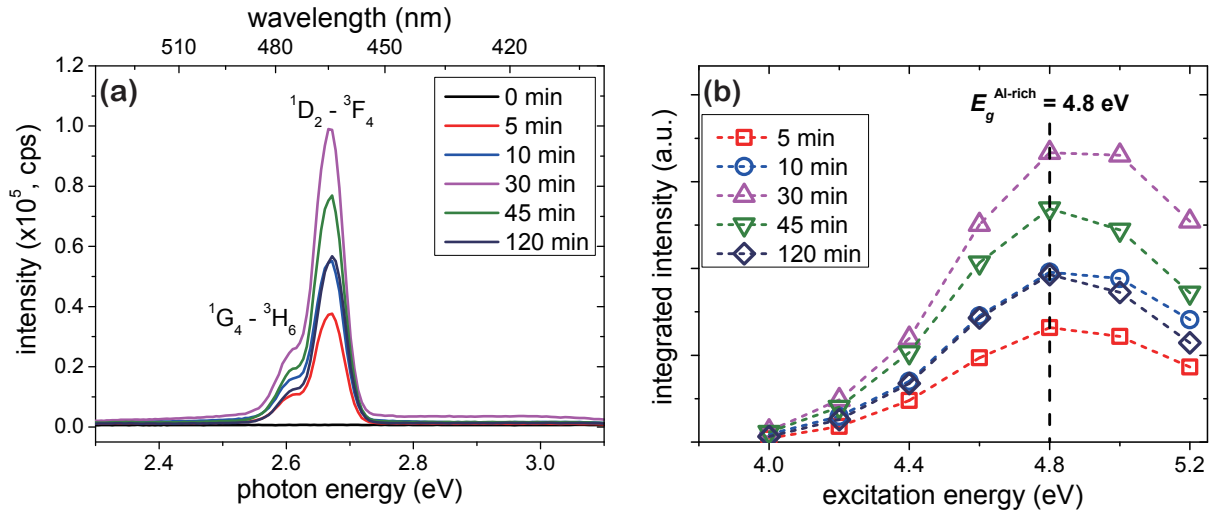 wavelength (nm)
510 480 450 420
(a)
1.2
1.0
0.8
0.6
0.4
0.2
0.0
intensity (x10⁵, cps)
¹D₂ - ³F₄
¹G₄ - ³H₆
0 min
5 min
10 min
30 min
45 min
120 min
2.4 2.6 2.8 3.0
photon energy (eV)
(b)
E_g^Al-rich = 4.8 eV
integrated intensity (a.u.)
5 min
10 min
30 min
45 min
120 min
4.0 4.4 4.8 5.2
excitation energy (eV)